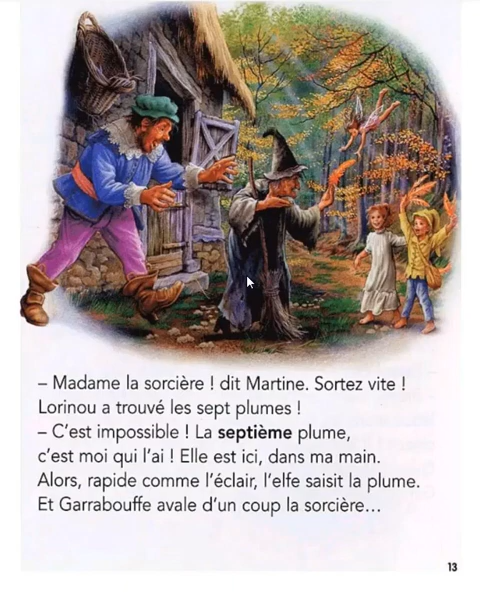 – Madame la sorcière ! dit Martine. Sortez vite !
Lorinou a trouvé les sept plumes !
– C'est impossible ! La septième plume,
c'est moi qui l'ai ! Elle est ici, dans ma main.
Alors, rapide comme l'éclair, l'elfe saisit la plume.
Et Garrabouffe avale d'un coup la sorcière...
13